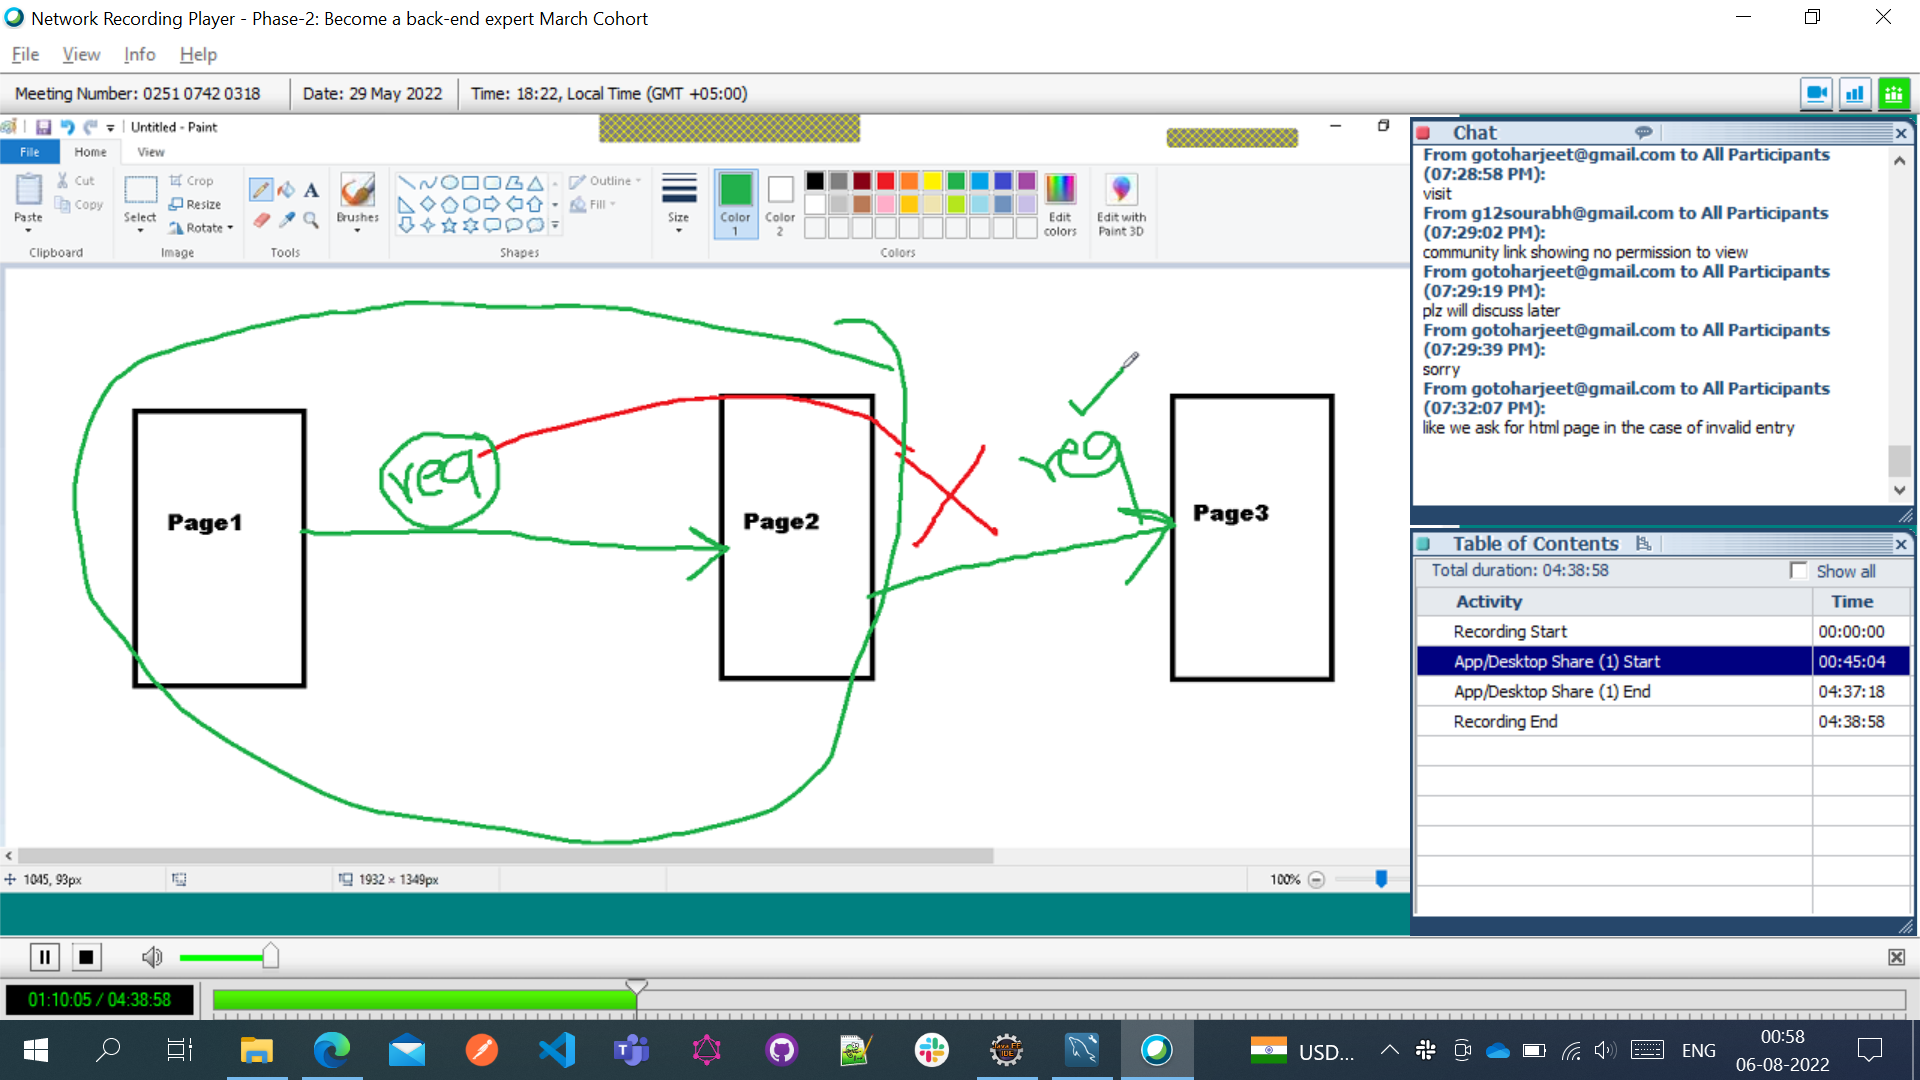 Network Recording Player - Phase-2: Become a back-end expert March Cohort
File View Info Help
Meeting Number: 0251 0742 0318 Date: 29 May 2022 Time: 18:22, Local Time (GMT +05:00)
Untitled - Paint
File Home View
Paste
Cut
Copy
Clipboard
Select
Crop
Resize
Rotate
Image
A
Tools
Brushes
Outline
Fill
Shapes
Size
Color
1
Color
2
Edit
colors
Colors
Edit with
Paint 3D
req
Page1
Page2
req
Page3
1045, 93px
1932 × 1349px
100%
Chat
From gotoharjeet@gmail.com to All Participants
(07:28:58 PM):
visit
From g12sourabh@gmail.com to All Participants
(07:29:02 PM):
community link showing no permission to view
From gotoharjeet@gmail.com to All Participants
(07:29:19 PM):
plz will discuss later
From gotoharjeet@gmail.com to All Participants
(07:29:39 PM):
sorry
From gotoharjeet@gmail.com to All Participants
(07:32:07 PM):
like we ask for html page in the case of invalid entry
Table of Contents
Total duration: 04:38:58 Show all
Activity Time
Recording Start 00:00:00
App/Desktop Share (1) Start 00:45:04
App/Desktop Share (1) End 04:37:18
Recording End 04:38:58
01:10:05 / 04:38:58
Java EE
IDE
USD...
ENG
00:58
06-08-2022